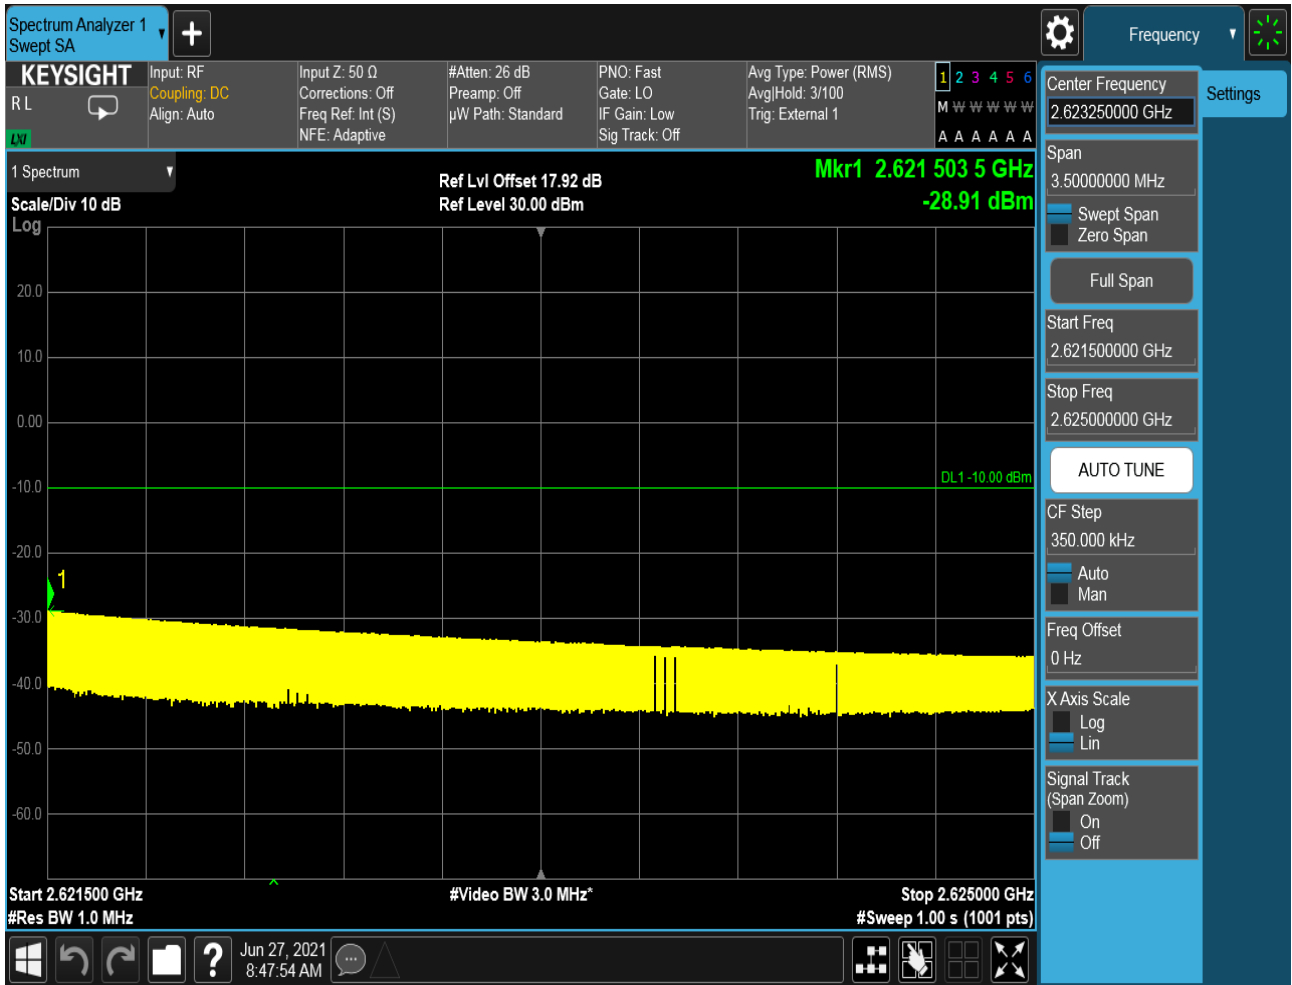 Spectrum Analyzer 1
Swept SA
Frequency
KEYSIGHT
R L
LXI
Input: RF
Coupling: DC
Align: Auto
Input Z: 50 Ω
Corrections: Off
Freq Ref: Int (S)
NFE: Adaptive
#Atten: 26 dB
Preamp: Off
µW Path: Standard
PNO: Fast
Gate: LO
IF Gain: Low
Sig Track: Off
Avg Type: Power (RMS)
Avg|Hold: 3/100
Trig: External 1
1 2 3 4 5 6
M W W W W W
A A A A A A
1 Spectrum
Scale/Div 10 dB
Log
Ref Lvl Offset 17.92 dB
Ref Level 30.00 dBm
Mkr1 2.621 503 5 GHz
-28.91 dBm
20.0
10.0
0.00
-10.0
-20.0
-30.0
-40.0
-50.0
-60.0
DL1 -10.00 dBm
1
Start 2.621500 GHz
#Res BW 1.0 MHz
#Video BW 3.0 MHz*
Stop 2.625000 GHz
#Sweep 1.00 s (1001 pts)
Jun 27, 2021
8:47:54 AM
Center Frequency
2.623250000 GHz
Settings
Span
3.50000000 MHz
Swept Span
Zero Span
Full Span
Start Freq
2.621500000 GHz
Stop Freq
2.625000000 GHz
AUTO TUNE
CF Step
350.000 kHz
Auto
Man
Freq Offset
0 Hz
X Axis Scale
Log
Lin
Signal Track
(Span Zoom)
On
Off